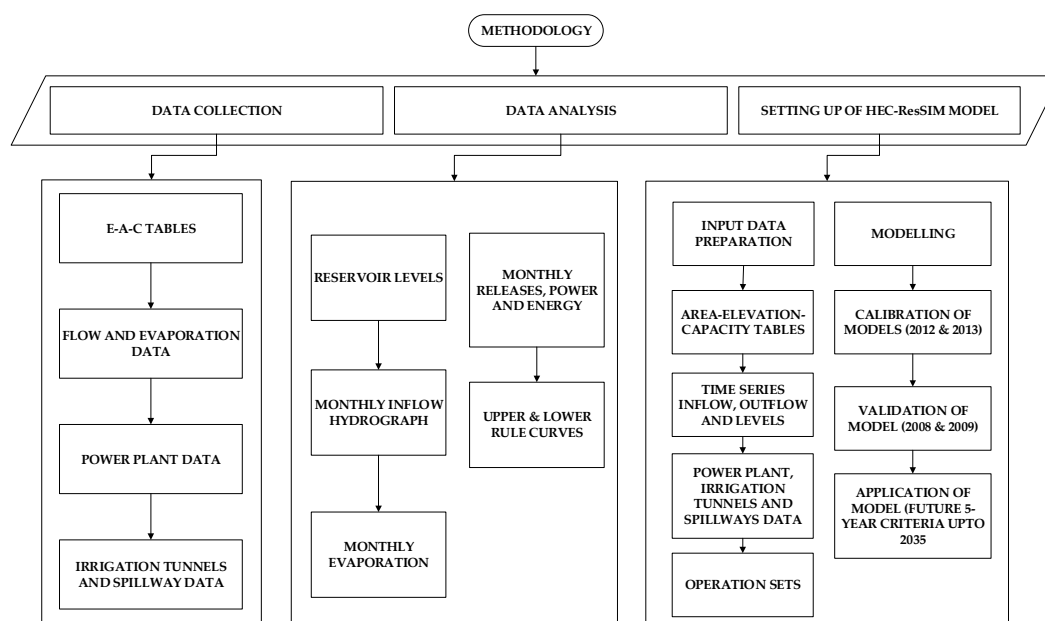 METHODOLOGY
DATA COLLECTION
DATA ANALYSIS
SETTING UP OF HEC-ResSIM MODEL
E-A-C TABLES
FLOW AND EVAPORATION
DATA
POWER PLANT DATA
IRRIGATION TUNNELS
AND SPILLWAY DATA
RESERVOIR LEVELS
MONTHLY INFLOW
HYDROGRAPH
MONTHLY
EVAPORATION
MONTHLY
RELEASES, POWER
AND ENERGY
UPPER & LOWER
RULE CURVES
INPUT DATA
PREPARATION
AREA-ELEVATION-
CAPACITY TABLES
TIME SERIES
INFLOW, OUTFLOW
AND LEVELS
POWER PLANT,
IRRIGATION
TUNNELS AND
SPILLWAYS DATA
OPERATION SETS
MODELLING
CALIBRATION OF
MODELS (2012 & 2013)
VALIDATION OF
MODEL (2008 & 2009)
APPLICATION OF
MODEL (FUTURE 5-
YEAR CRITERIA UPTO
2035